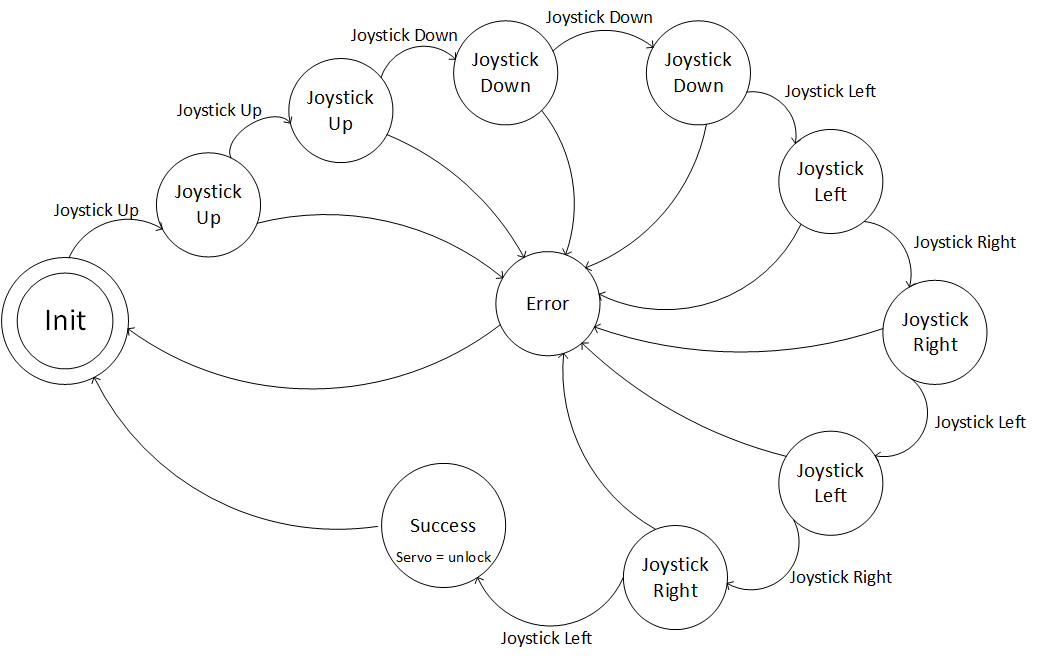 Joystick Down
Joystick Down
Joystick
Down
Joystick
Down
Joystick Left
Joystick
Up
Joystick Up
Joystick
Left
Joystick
Up
Joystick Up
Joystick Right
Init
Error
Joystick
Right
Joystick Left
Joystick
Left
Success
Servo = unlock
Joystick
Right
Joystick Right
Joystick Left